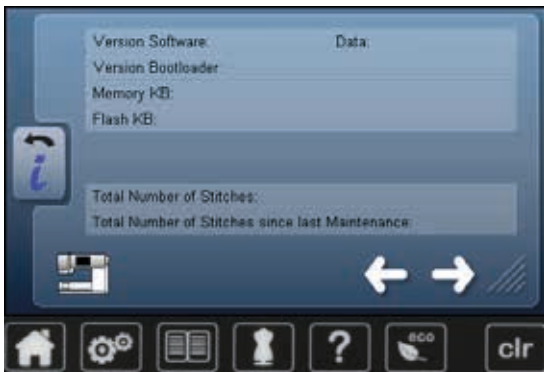 Version Software: Data:
Version Bootloader
Memory KB:
Flash KB:
i
Total Number of Stitches:
Total Number of Stitches since last Maintenance:
?
eco
clr